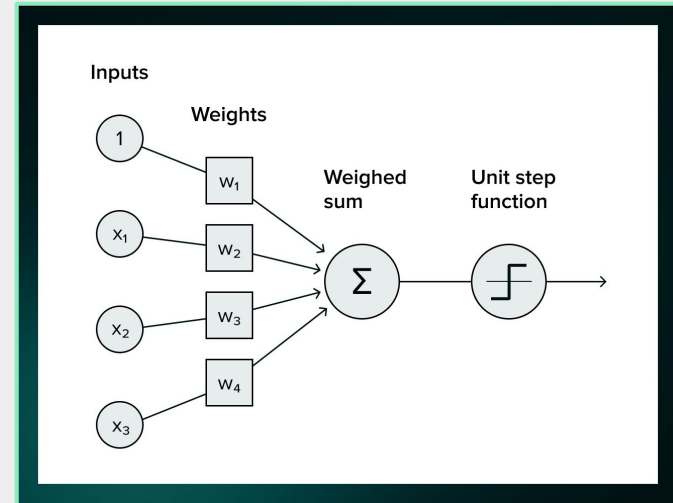 Inputs
Weights
1
w₁
Weighed
sum
Unit step
function
x₁
w₂
Σ
x₂
w₃
w₄
x₃